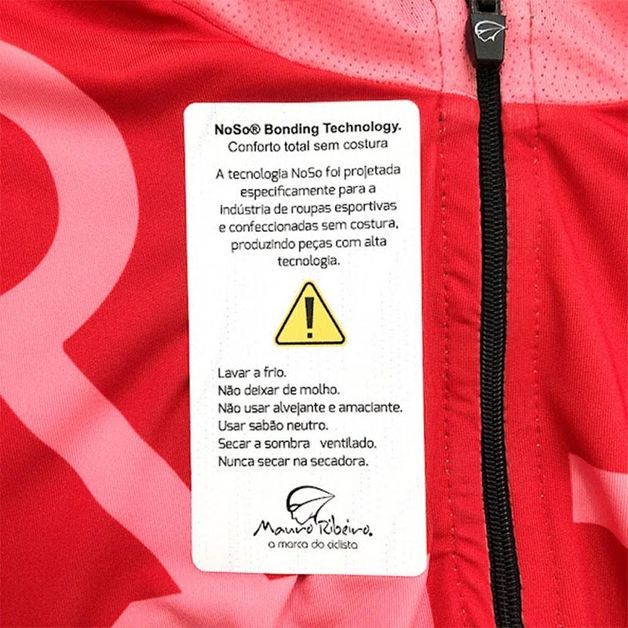 NoSo® Bonding Technology.
Conforto total sem costura
A tecnologia NoSo foi projetada
especificamente para a
indústria de roupas esportivas
e confeccionadas sem costura,
produzindo peças com alta
tecnologia.
!
Lavar a frio.
Não deixar de molho.
Não usar alvejante e amaciante.
Usar sabão neutro.
Secar a sombra ventilado.
Nunca secar na secadora.
Mauro Ribeiro.
a marca do ciclista